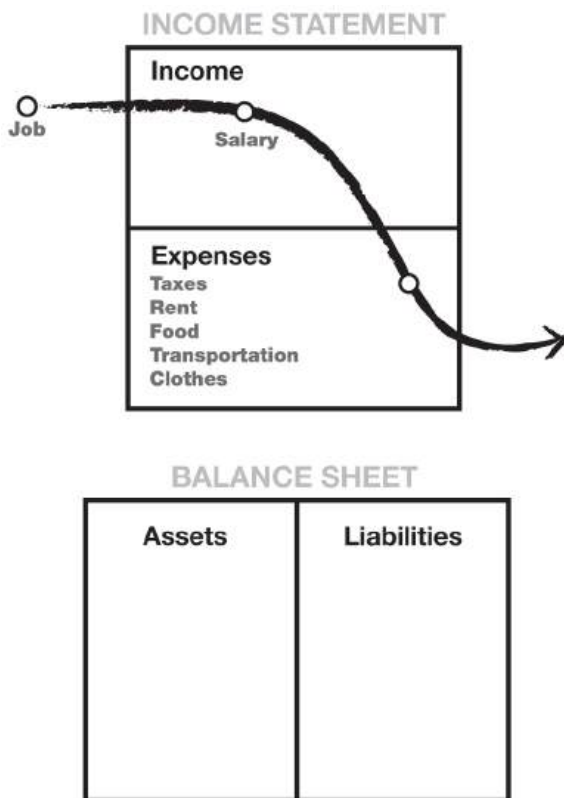 INCOME STATEMENT
Income
Job
Salary
Expenses
Taxes
Rent
Food
Transportation
Clothes
BALANCE SHEET
Assets
Liabilities